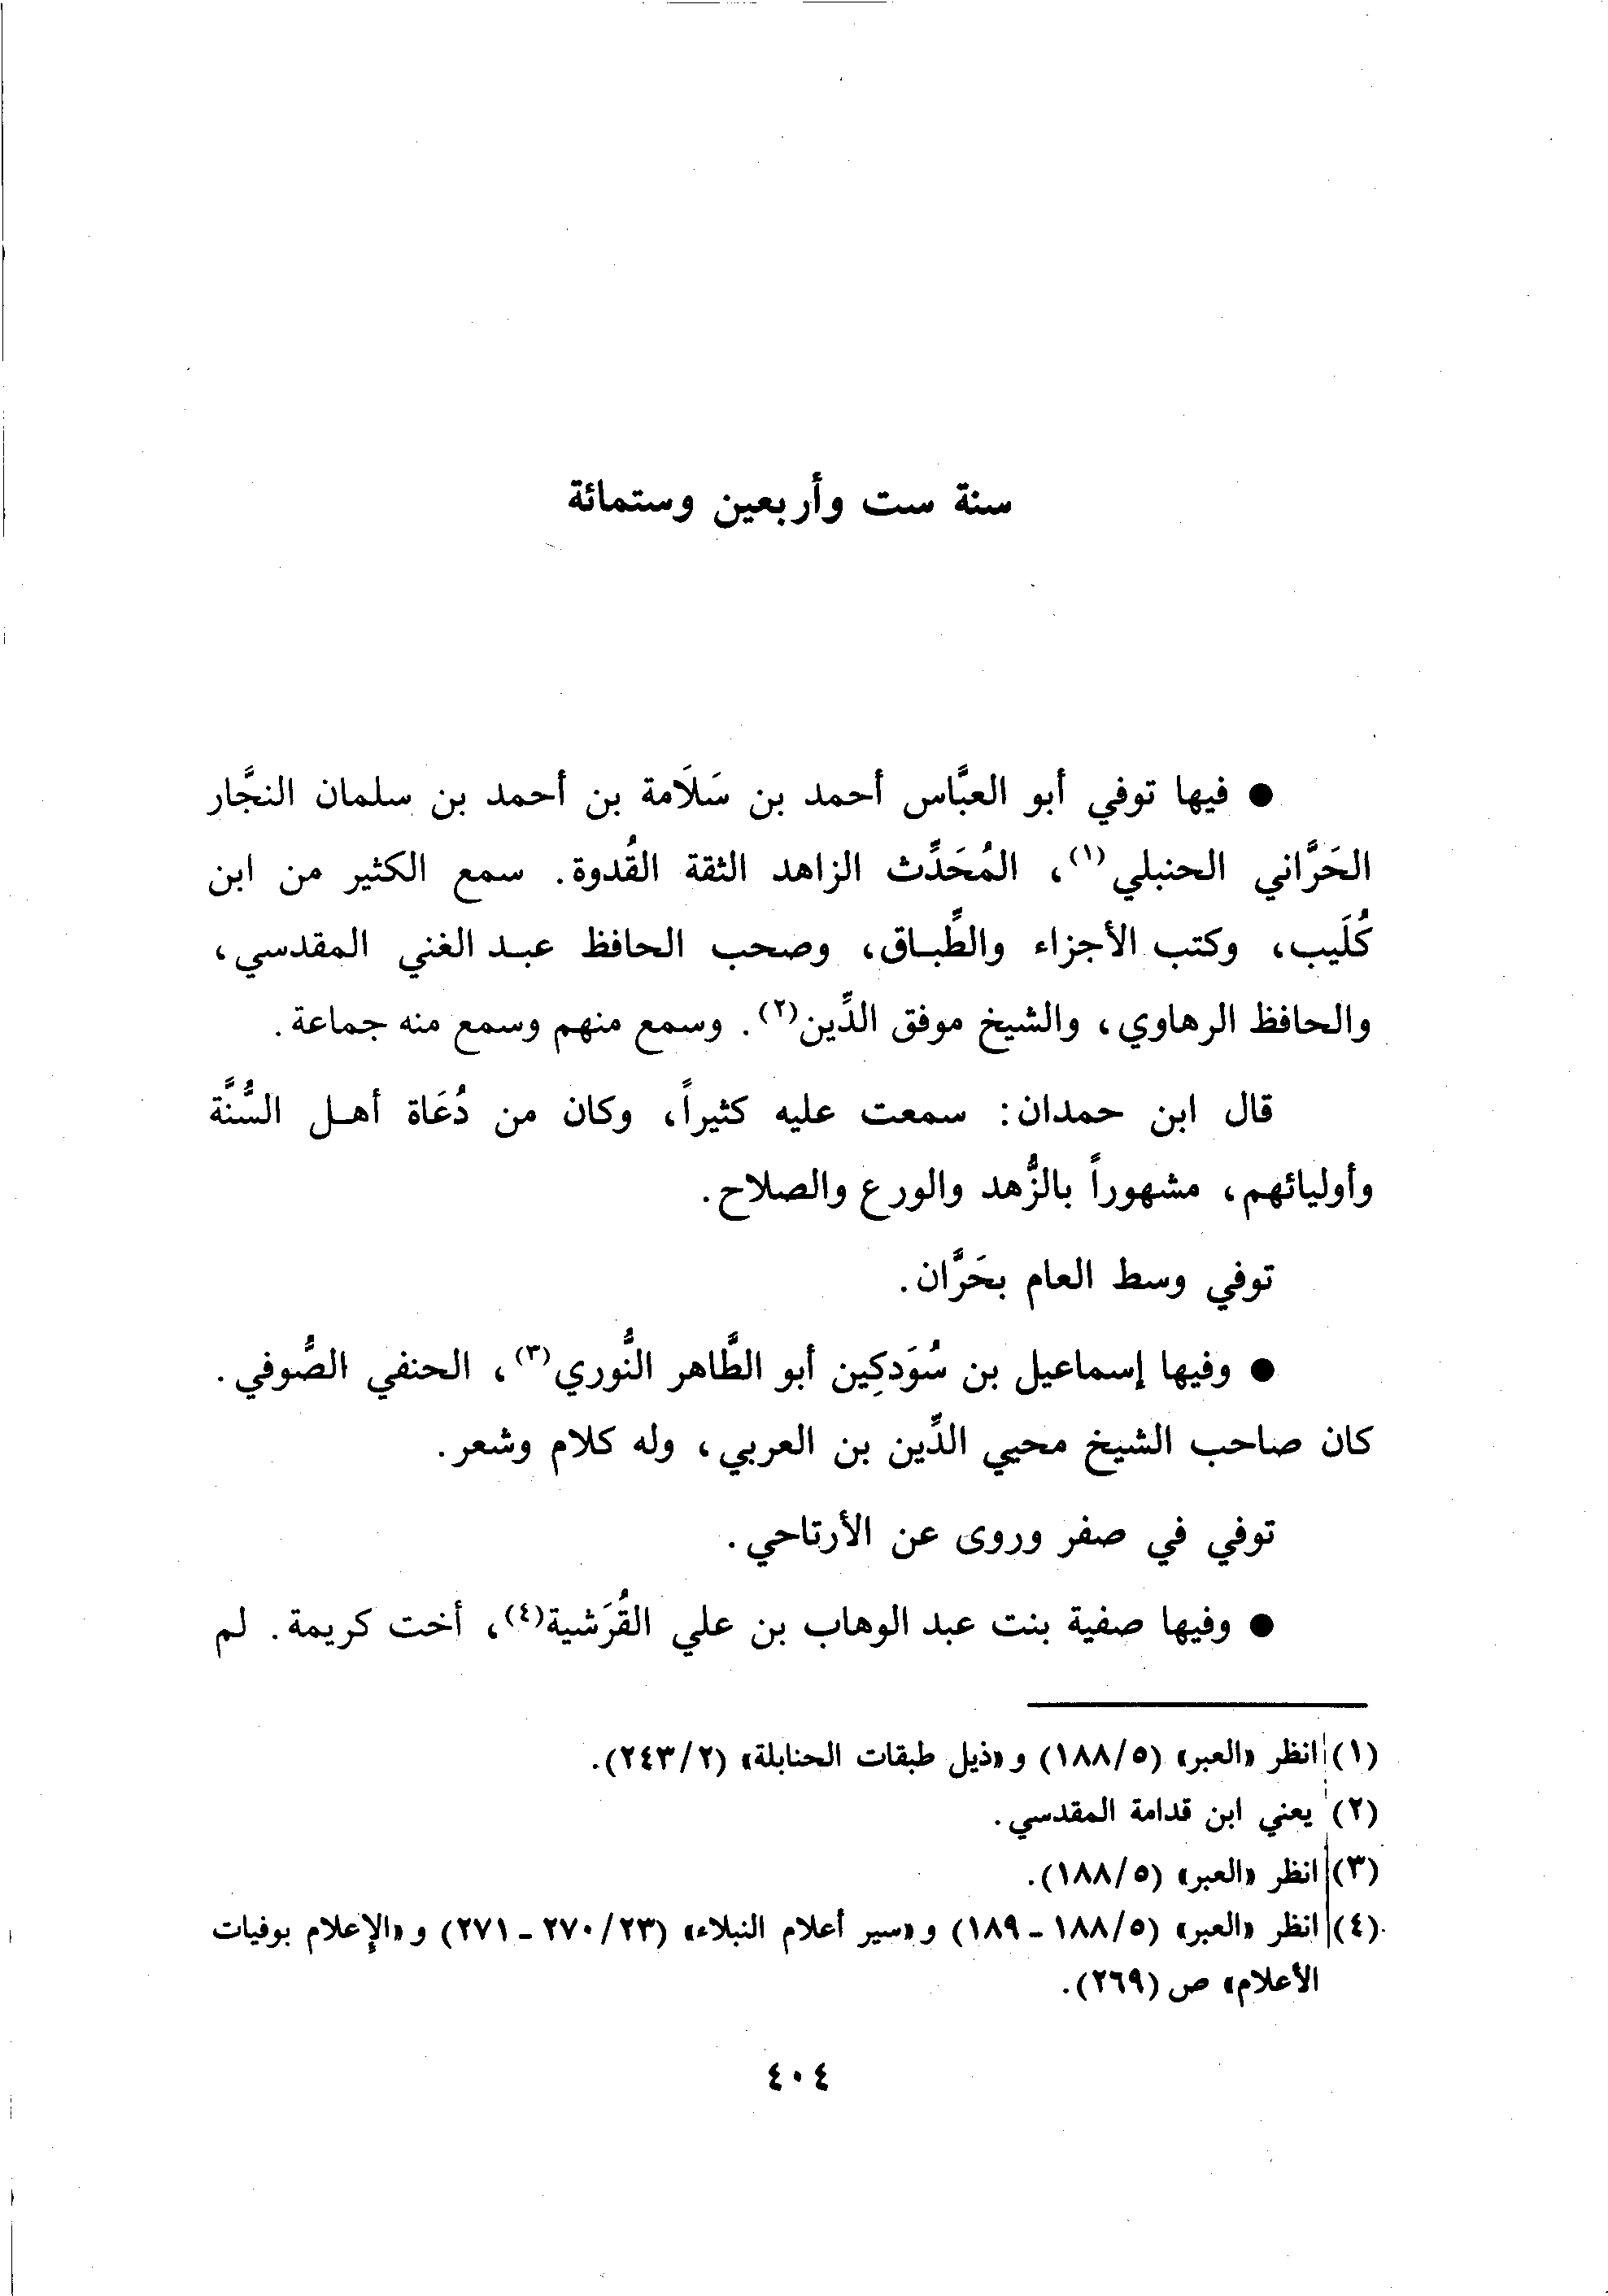 سنة ست وأربعين وستمائة
● فيها توفي أبو العبَّاس أحمد بن سَلَامة بن أحمد بن سلمان النجَّار
الحَرَّاني الحنبلي(١)، المُحَدِّث الزاهد الثقة القُدوة. سمع الكثير من ابن
كُلَيب، وكتب الأجزاء والطِّباق، وصحب الحافظ عبد الغني المقدسي،
والحافظ الرهاوي، والشيخ موفق الدِّين(٢). وسمع منهم وسمع منه جماعة.
قال ابن حمدان: سمعت عليه كثيراً، وكان من دُعَاة أهل السُّنَّة
وأوليائهم، مشهوراً بالزُّهد والورع والصلاح.
توفي وسط العام بحَرَّان.
● وفيها إسماعيل بن سُوَدكِين أبو الطَّاهر النُّوري(٣)، الحنفي الصُّوفي.
كان صاحب الشيخ محيي الدِّين بن العربي، وله كلام وشعر.
توفي في صفر وروى عن الأرتاحي.
● وفيها صفية بنت عبد الوهاب بن علي القُرَشية(٤)، أخت كريمة. لم
(١) انظر «العبر» (١٨٨/٥) و «ذيل طبقات الحنابلة» (٢٤٣/٢).
(٢) يعني ابن قدامة المقدسي.
(٣) انظر «العبر» (١٨٨/٥).
(٤) انظر «العبر» (١٨٨/٥ - ١٨٩) و «سير أعلام النبلاء» (٢٧٠/٢٣ - ٢٧١) و «الإعلام بوفيات
الأعلام» ص (٢٦٩).
٤٠٤